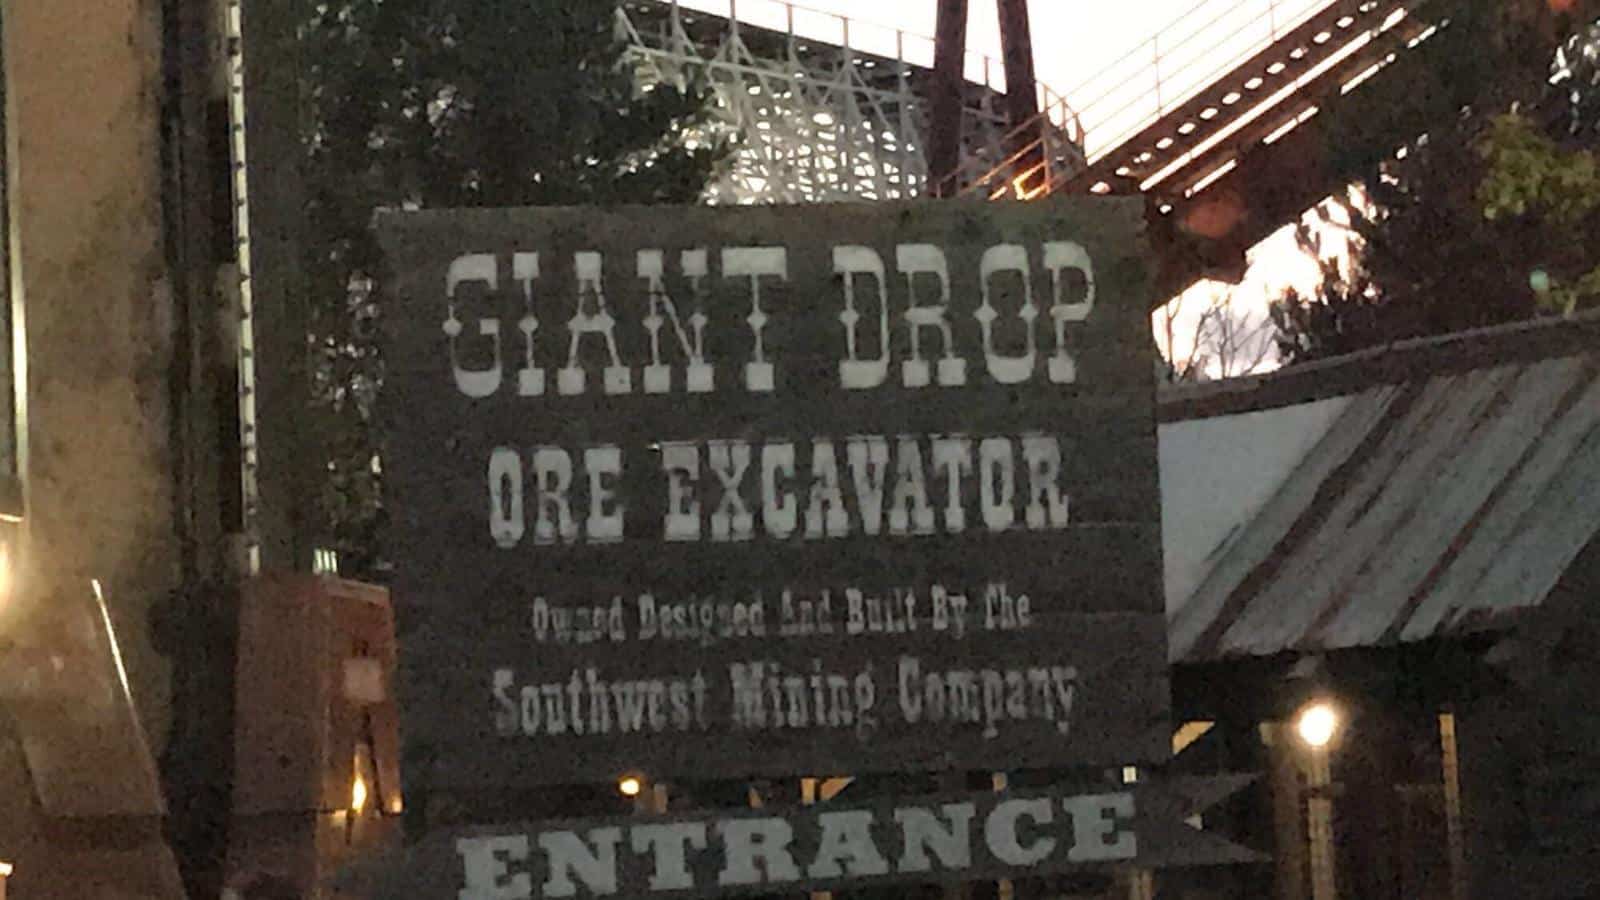 GIANT DROP
ORE EXCAVATOR
Owned Designed And Built By The
Southwest Mining Company
ENTRANCE